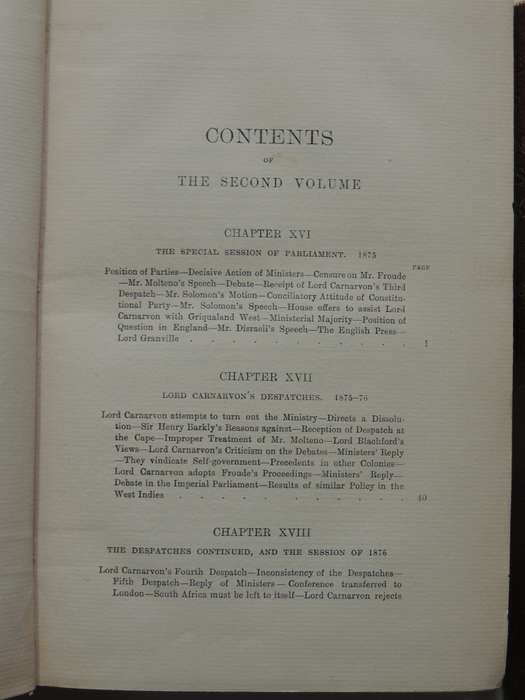 CONTENTS
OF
THE SECOND VOLUME
CHAPTER XVI
THE SPECIAL SESSION OF PARLIAMENT. 1875
PAGE
Position of Parties—Decisive Action of Ministers—Censure on Mr. Froude
—Mr. Molteno's Speech—Debate—Receipt of Lord Carnarvon's Third
Despatch—Mr. Solomon's Motion—Conciliatory Attitude of Constitu-
tional Party—Mr. Solomon's Speech—House offers to assist Lord
Carnarvon with Griqualand West—Ministerial Majority—Position of
Question in England—Mr. Disraeli's Speech—The English Press—
Lord Granville . . . . . . . . . . 1
CHAPTER XVII
LORD CARNARVON'S DESPATCHES. 1875-76
Lord Carnarvon attempts to turn out the Ministry—Directs a Dissolu-
tion—Sir Henry Barkly's Reasons against—Reception of Despatch at
the Cape—Improper Treatment of Mr. Molteno—Lord Blachford's
Views—Lord Carnarvon's Criticism on the Debates—Ministers' Reply
—They vindicate Self-government—Precedents in other Colonies—
Lord Carnarvon adopts Froude's Proceedings—Ministers' Reply—
Debate in the Imperial Parliament—Results of similar Policy in the
West Indies . . . . . . . . . . 40
CHAPTER XVIII
THE DESPATCHES CONTINUED, AND THE SESSION OF 1876
Lord Carnarvon's Fourth Despatch—Inconsistency of the Despatches—
Fifth Despatch—Reply of Ministers—Conference transferred to
London—South Africa must be left to itself—Lord Carnarvon rejects